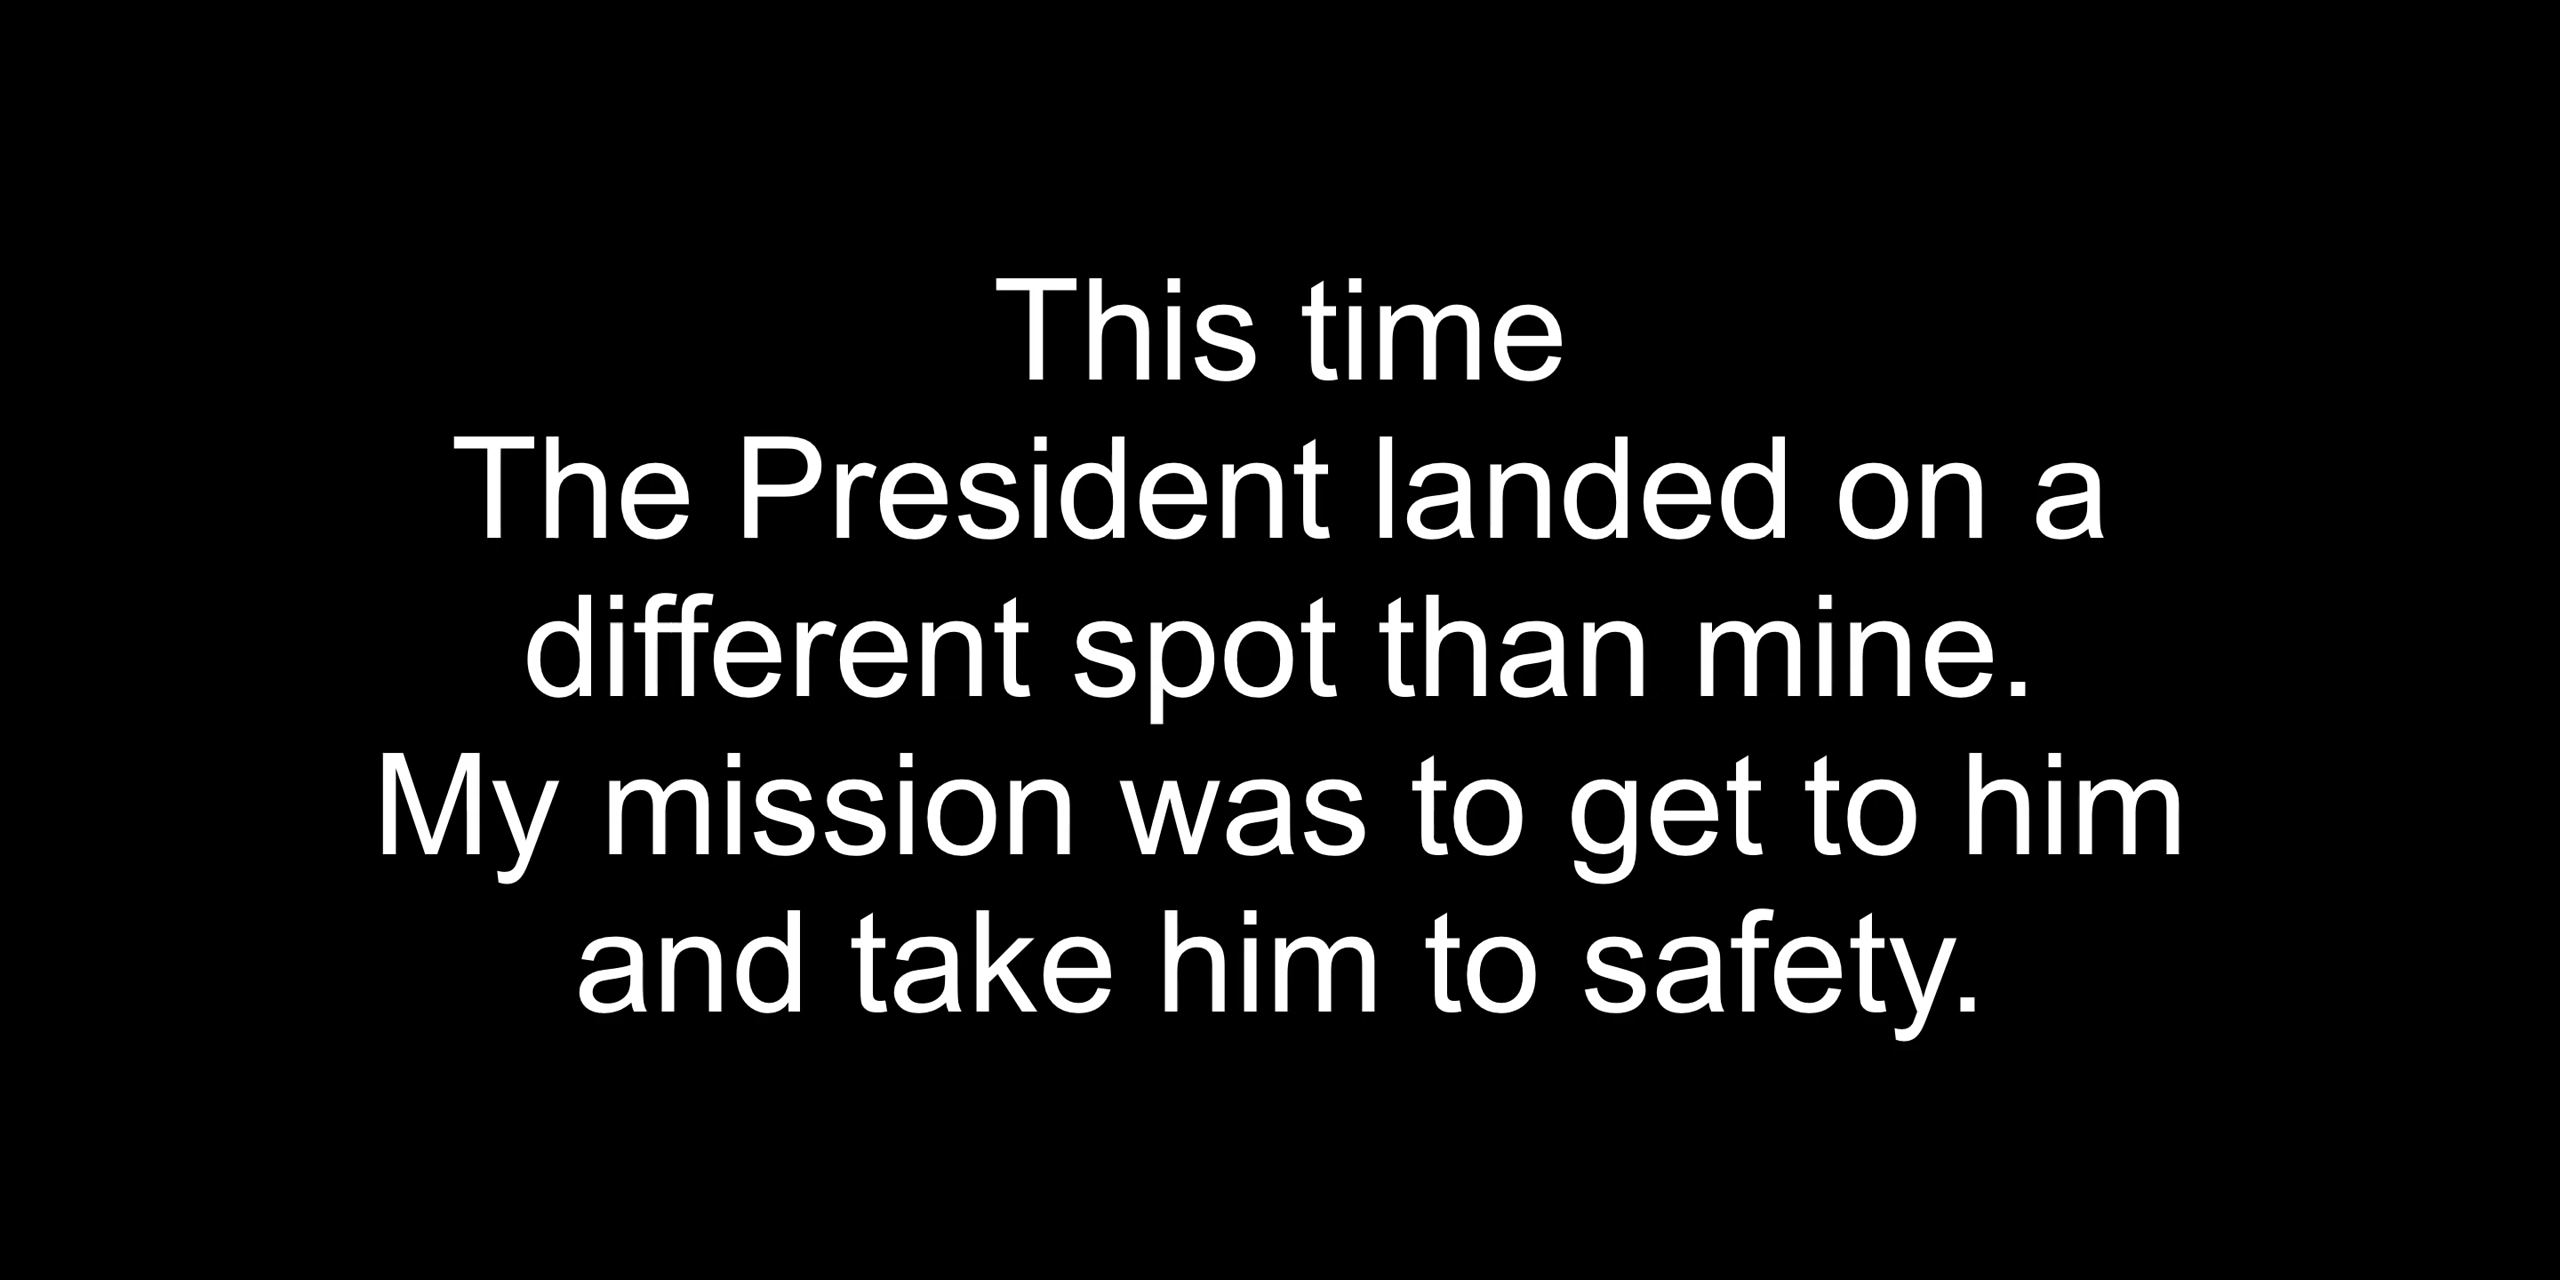 This time
The President landed on a
different spot than mine.
My mission was to get to him
and take him to safety.